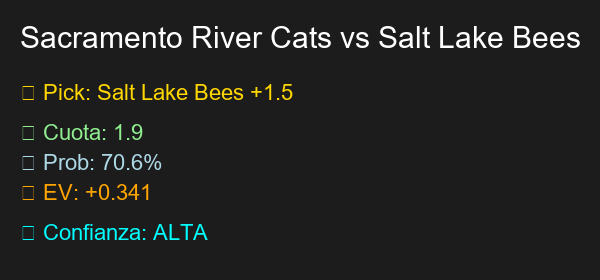 Sacramento River Cats vs Salt Lake Bees
Pick: Salt Lake Bees +1.5
Cuota: 1.9
Prob: 70.6%
EV: +0.341
Confianza: ALTA